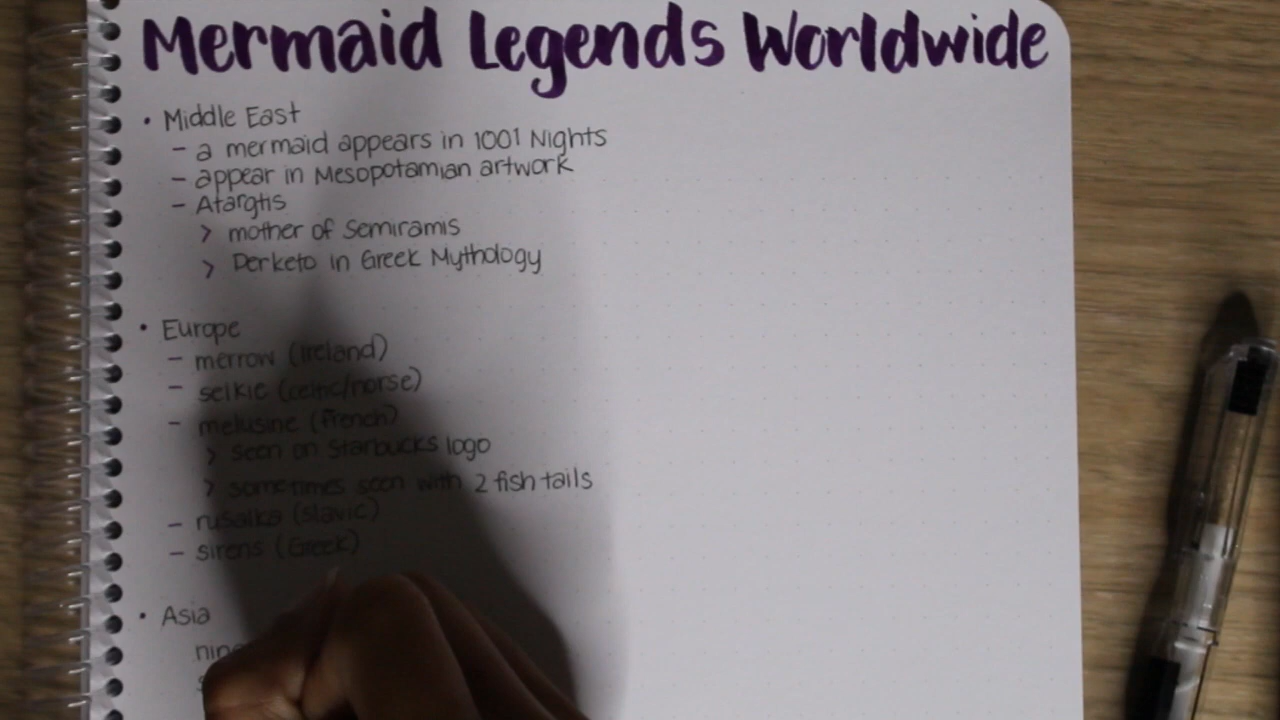 Mermaid Legends Worldwide
• Middle East
- a mermaid appears in 1001 Nights
- appear in Mesopotamian artwork
- Atargtis
> mother of Semiramis
> Derketo in Greek Mythology
• Europe
- merrow (Ireland)
- selkie (celtic/norse)
- melusine (french)
> seen on Starbucks logo
> sometimes seen with 2 fish tails
- rusalka (slavic)
- sirens (Greek)
• Asia